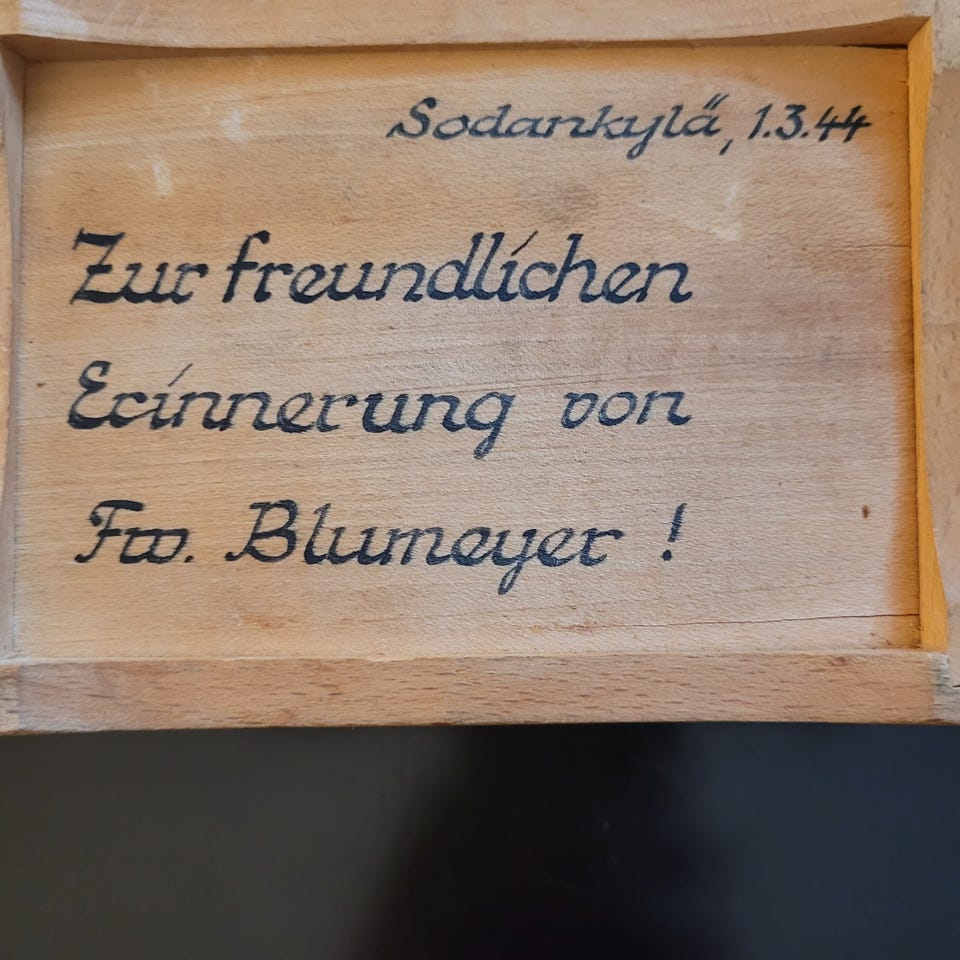 Sodankylä, 1.3.44
Zur freundlichen
Erinnerung von
Fw. Blumeyer !